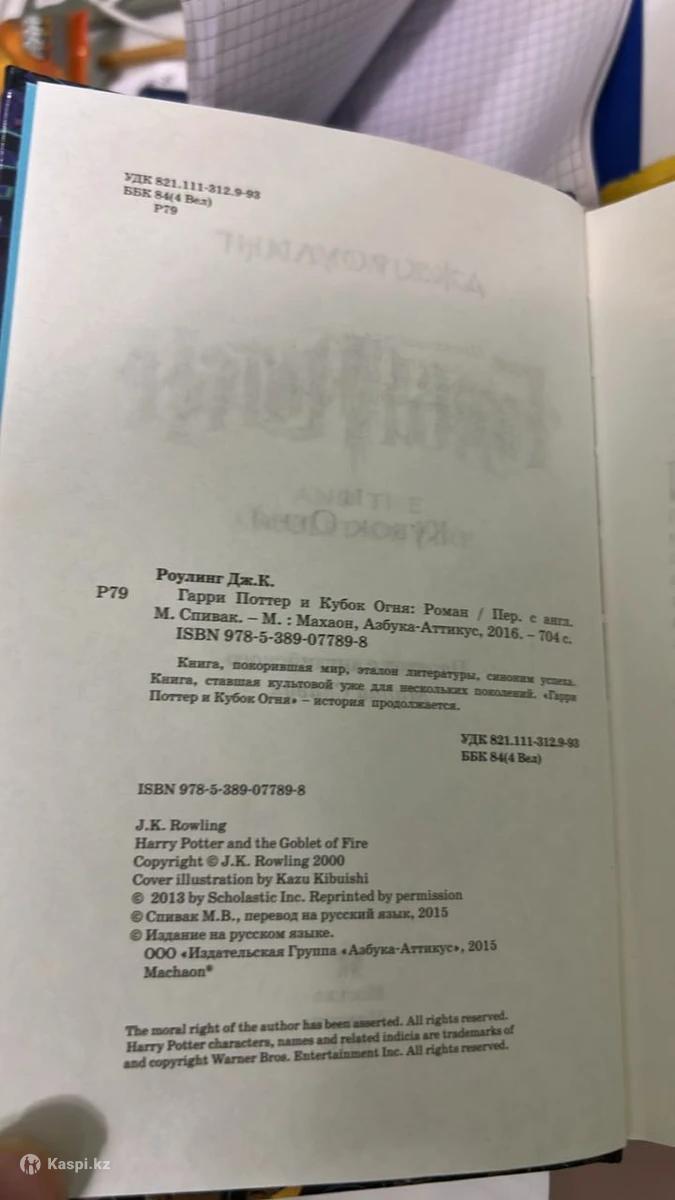 УДК 821.111-312.9-93
ББК 84(4 Вел)
Р79
Роулинг Дж.К.
Р79
Гарри Поттер и Кубок Огня: Роман / Пер. с англ.
М. Спивак. – М. : Махаон, Азбука-Аттикус, 2016. – 704 с.
ISBN 978-5-389-07789-8
Книга, покорившая мир, эталон литературы, синоним успеха.
Книга, ставшая культовой уже для нескольких поколений. «Гарри
Поттер и Кубок Огня» – история продолжается.
УДК 821.111-312.9-93
ББК 84(4 Вел)
ISBN 978-5-389-07789-8
J.K. Rowling
Harry Potter and the Goblet of Fire
Copyright © J.K. Rowling 2000
Cover illustration by Kazu Kibuishi
© 2013 by Scholastic Inc. Reprinted by permission
© Спивак М.В., перевод на русский язык, 2015
© Издание на русском языке.
ООО «Издательская Группа «Азбука-Аттикус», 2015
Machaon®
The moral right of the author has been asserted. All rights reserved.
Harry Potter characters, names and related indicia are trademarks of
and copyright Warner Bros. Entertainment Inc. All rights reserved.
Kaspi.kz